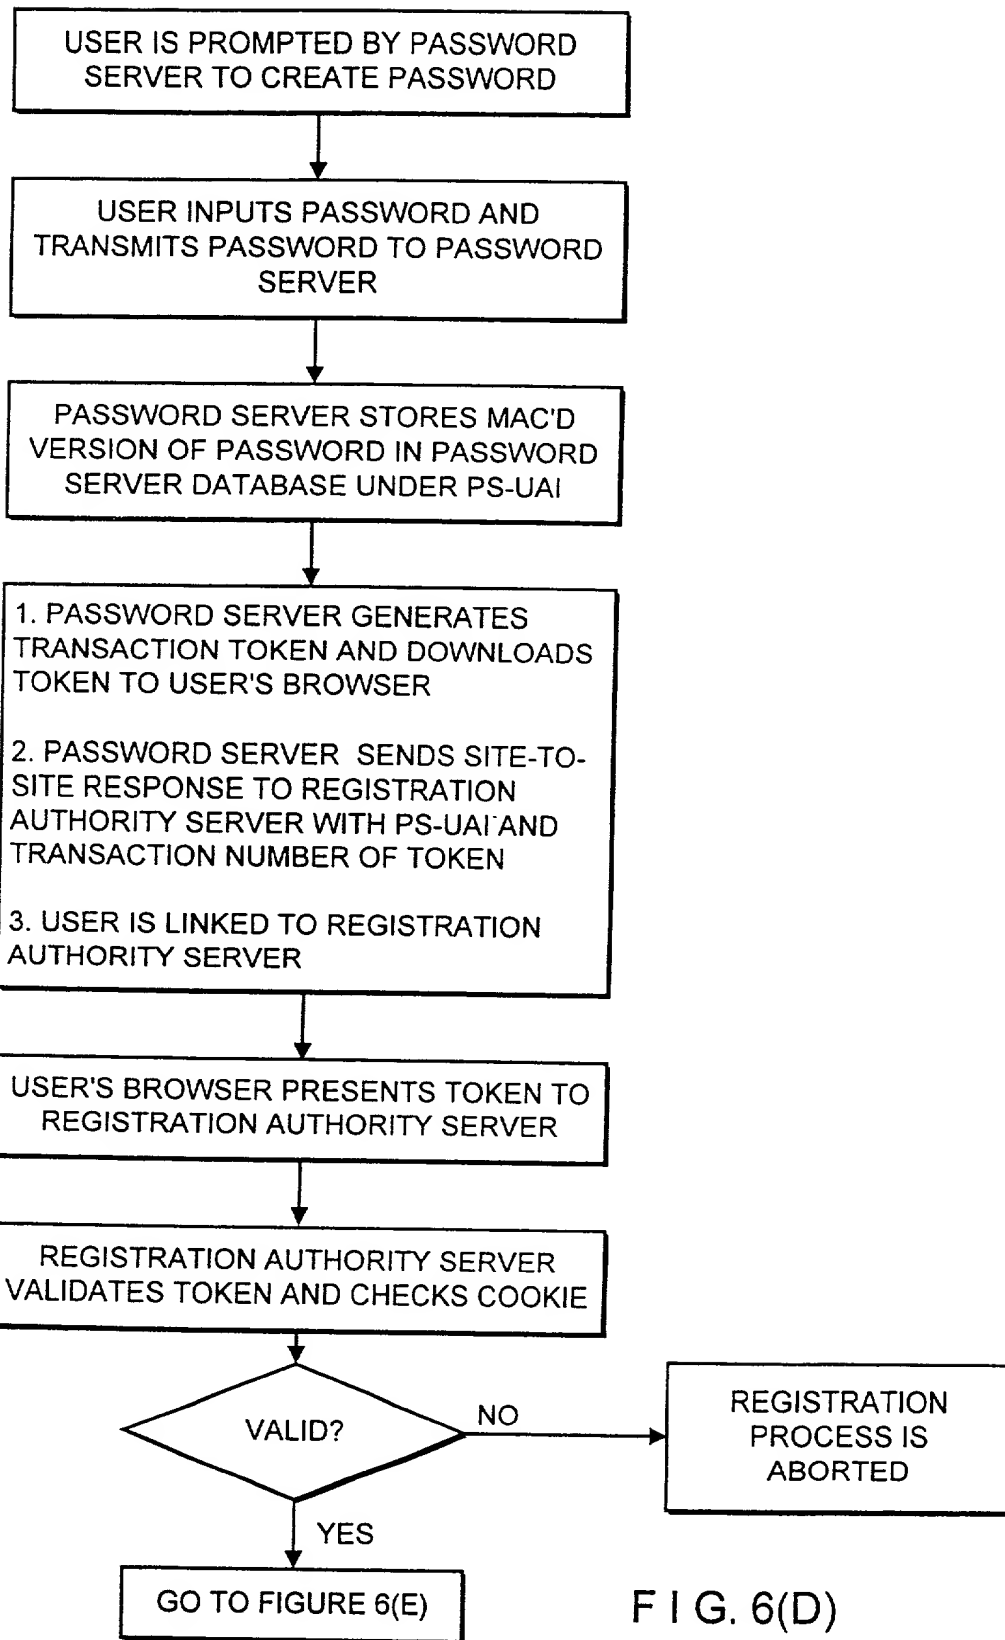 USER IS PROMPTED BY PASSWORD
SERVER TO CREATE PASSWORD
USER INPUTS PASSWORD AND
TRANSMITS PASSWORD TO PASSWORD
SERVER
PASSWORD SERVER STORES MAC'D
VERSION OF PASSWORD IN PASSWORD
SERVER DATABASE UNDER PS-UAI
1. PASSWORD SERVER GENERATES
TRANSACTION TOKEN AND DOWNLOADS
TOKEN TO USER'S BROWSER
2. PASSWORD SERVER SENDS SITE-TO-
SITE RESPONSE TO REGISTRATION
AUTHORITY SERVER WITH PS-UAI AND
TRANSACTION NUMBER OF TOKEN
3. USER IS LINKED TO REGISTRATION
AUTHORITY SERVER
USER'S BROWSER PRESENTS TOKEN TO
REGISTRATION AUTHORITY SERVER
REGISTRATION AUTHORITY SERVER
VALIDATES TOKEN AND CHECKS COOKIE
VALID?
NO
REGISTRATION
PROCESS IS
ABORTED
YES
GO TO FIGURE 6(E)
F I G. 6(D)